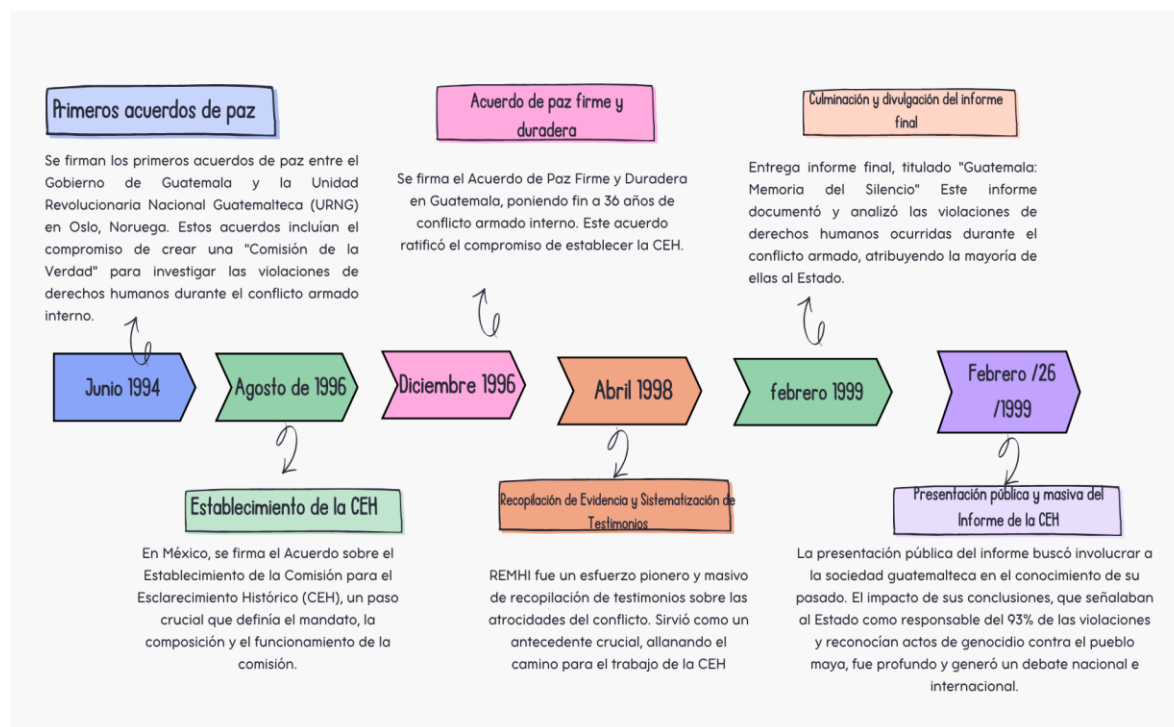 Primeros acuerdos de paz
Se firman los primeros acuerdos de paz entre el
Gobierno de Guatemala y la Unidad
Revolucionaria Nacional Guatemalteca (URNG)
en Oslo, Noruega. Estos acuerdos incluían el
compromiso de crear una "Comisión de la
Verdad" para investigar las violaciones de
derechos humanos durante el conflicto armado
interno.
Acuerdo de paz firme y
duradera
Se firma el Acuerdo de Paz Firme y Duradera
en Guatemala, poniendo fin a 36 años de
conflicto armado interno. Este acuerdo
ratificó el compromiso de establecer la CEH.
Culminación y divulgación del informe
final
Entrega informe final, titulado "Guatemala:
Memoria del Silencio" Este informe
documentó y analizó las violaciones de
derechos humanos ocurridas durante el
conflicto armado, atribuyendo la mayoría de
ellas al Estado.
Junio 1994
Agosto de 1996
Diciembre 1996
Abril 1998
febrero 1999
Febrero /26
/1999
Establecimiento de la CEH
En México, se firma el Acuerdo sobre el
Establecimiento de la Comisión para el
Esclarecimiento Histórico (CEH), un paso
crucial que definía el mandato, la
composición y el funcionamiento de la
comisión.
Recopilación de Evidencia y Sistematización de
Testimonios
REMHI fue un esfuerzo pionero y masivo
de recopilación de testimonios sobre las
atrocidades del conflicto. Sirvió como un
antecedente crucial, allanando el
camino para el trabajo de la CEH
Presentación pública y masiva del
Informe de la CEH
La presentación pública del informe buscó involucrar a
la sociedad guatemalteca en el conocimiento de su
pasado. El impacto de sus conclusiones, que señalaban
al Estado como responsable del 93% de las violaciones
y reconocían actos de genocidio contra el pueblo
maya, fue profundo y generó un debate nacional e
internacional.